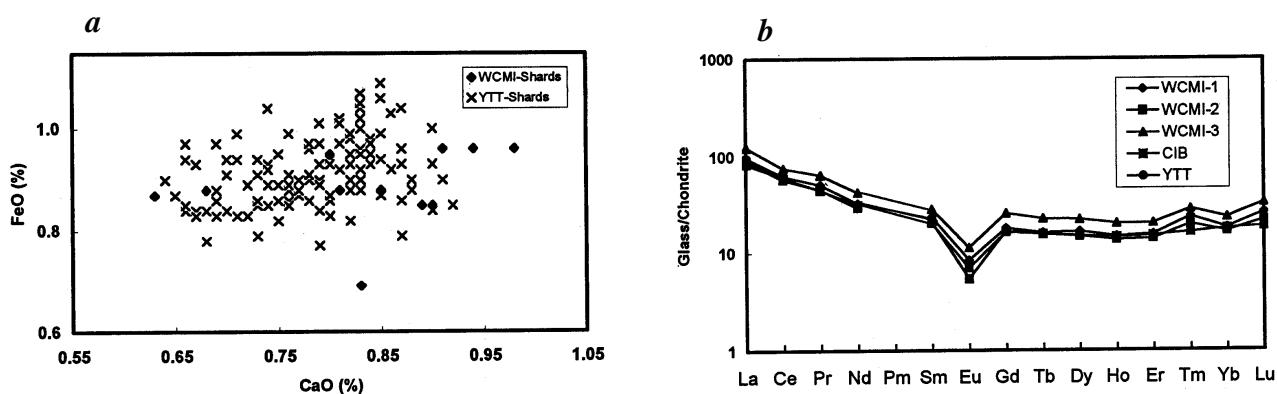 a
WCMI-Shards
YTT-Shards
FeO (%)
1.0
0.8
0.6
0.55 0.65 0.75 0.85 0.95 1.05
CaO (%)
b
1000
100
10
1
Glass/Chondrite
WCMI-1
WCMI-2
WCMI-3
CIB
YTT
La Ce Pr Nd Pm Sm Eu Gd Tb Dy Ho Er Tm Yb Lu